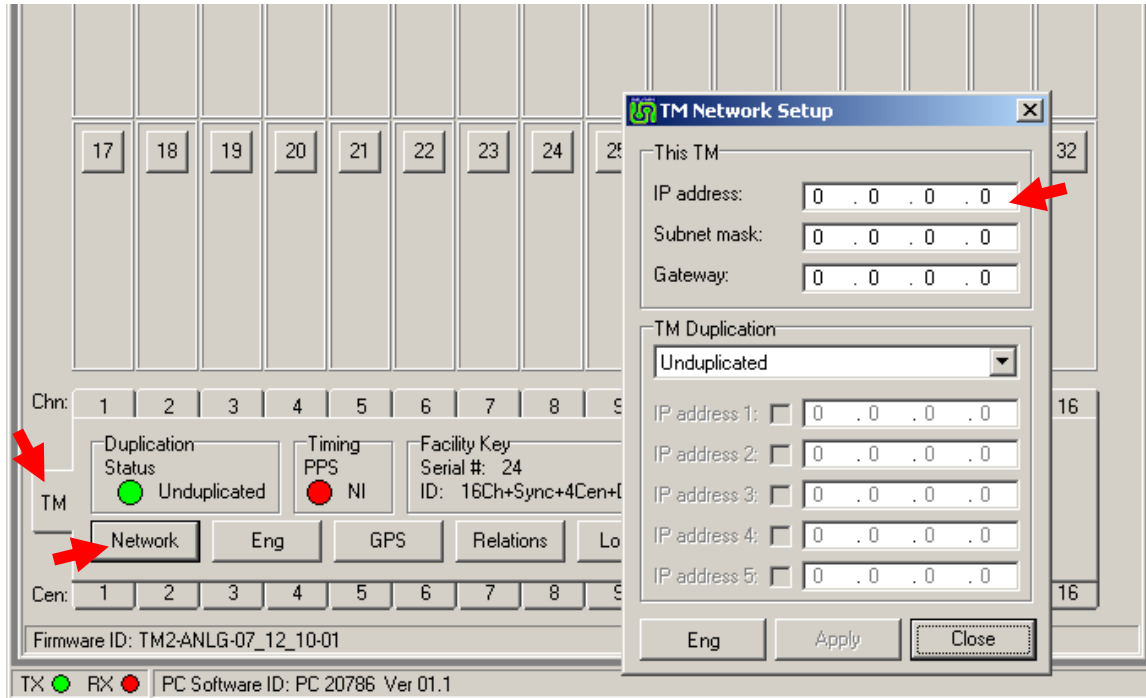 17 18 19 20 21 22 23 24 25 32
Chn: 1 2 3 4 5 6 7 8 9 16
Duplication
Status
Unduplicated
Timing
PPS
NI
Facility Key
Serial #: 24
ID: 16Ch+Sync+4Cen+D
TM
Network Eng GPS Relations Lo
Cen: 1 2 3 4 5 6 7 8 9 16
Firmware ID: TM2-ANLG-07_12_10-01
TX RX PC Software ID: PC 20786 Ver 01.1
TM Network Setup
This TM
IP address: 0 . 0 . 0 . 0
Subnet mask: 0 . 0 . 0 . 0
Gateway: 0 . 0 . 0 . 0
TM Duplication
Unduplicated
IP address 1: 0 . 0 . 0 . 0
IP address 2: 0 . 0 . 0 . 0
IP address 3: 0 . 0 . 0 . 0
IP address 4: 0 . 0 . 0 . 0
IP address 5: 0 . 0 . 0 . 0
Eng Apply Close